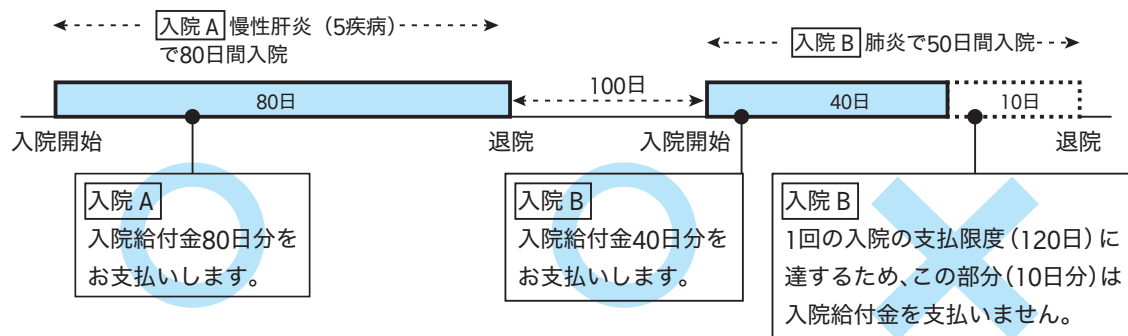 入院 A 慢性肝炎（5疾病）
で80日間入院
入院 B 肺炎で50日間入院
80日
100日
40日
10日
入院開始
退院
入院開始
退院
入院 A
入院給付金80日分を
お支払いします。
入院 B
入院給付金40日分を
お支払いします。
入院 B
1回の入院の支払限度（120日）に
達するため、この部分（10日分）は
入院給付金を支払いません。